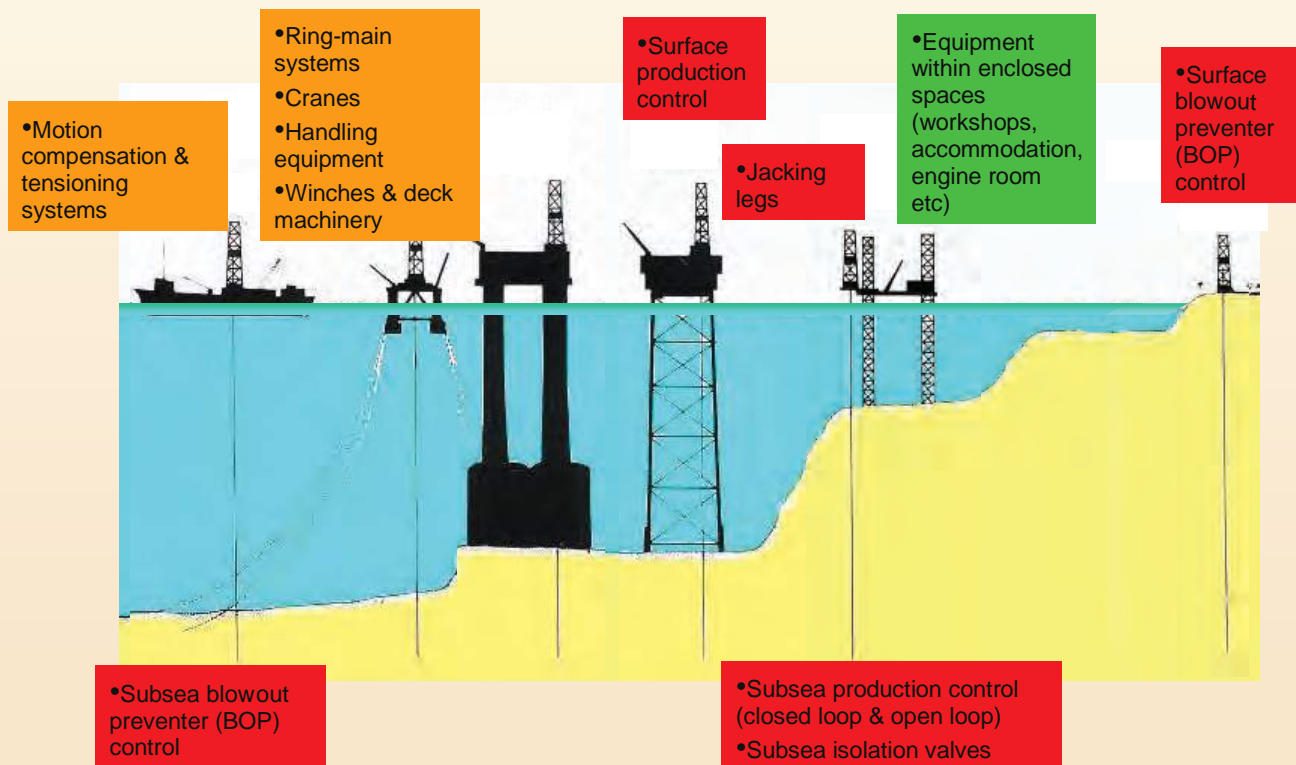 •Motion
compensation &
tensioning
systems
•Ring-main
systems
•Cranes
•Handling
equipment
•Winches & deck
machinery
•Surface
production
control
•Jacking
legs
•Equipment
within enclosed
spaces
(workshops,
accommodation,
engine room
etc)
•Surface
blowout
preventer
(BOP)
control
•Subsea blowout
preventer (BOP)
control
•Subsea production control
(closed loop & open loop)
•Subsea isolation valves